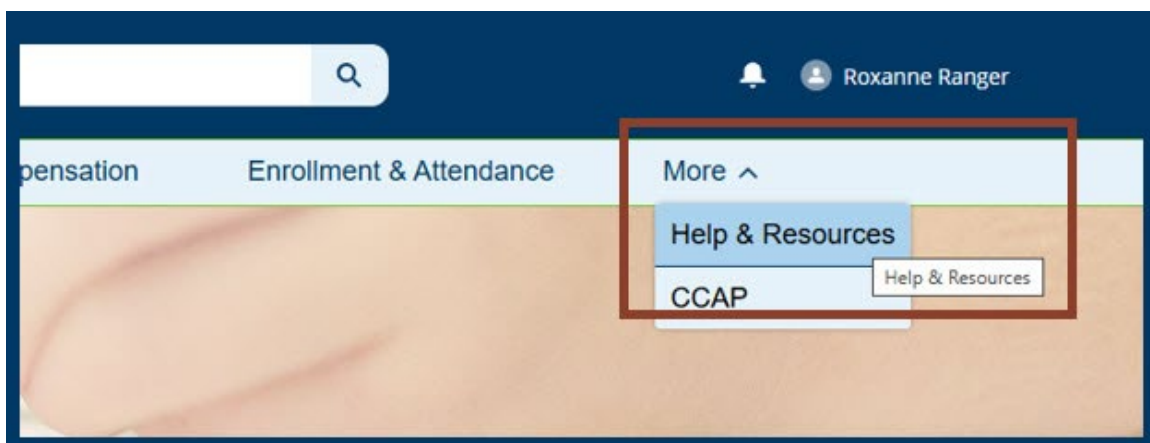 Roxanne Ranger
pensation Enrollment & Attendance More
Help & Resources
Help & Resources
CCAP